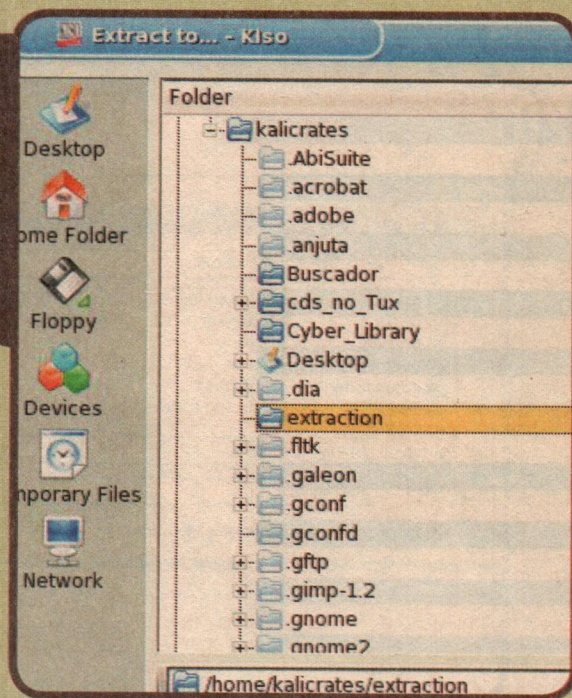 Extract to... - KIso
Desktop
ome Folder
Floppy
Devices
mporary Files
Network
Folder
kalicrates
.AbiSuite
.acrobat
.adobe
.anjuta
Buscador
cds_no_Tux
Cyber_Library
Desktop
.dia
extraction
.fltk
.galeon
.gconf
.gconfd
.gftp
.gimp-1.2
.gnome
.gnome2
/home/kalicrates/extraction